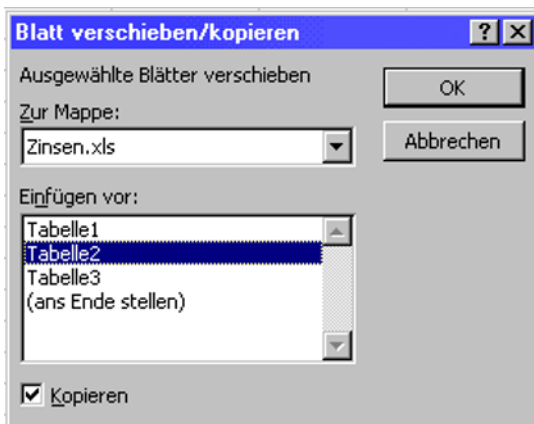 Blatt verschieben/kopieren
Ausgewählte Blätter verschieben
Zur Mappe:
Zinsen.xls
Einfügen vor:
Tabelle1
Tabelle2
Tabelle3
(ans Ende stellen)
Kopieren
OK
Abbrechen